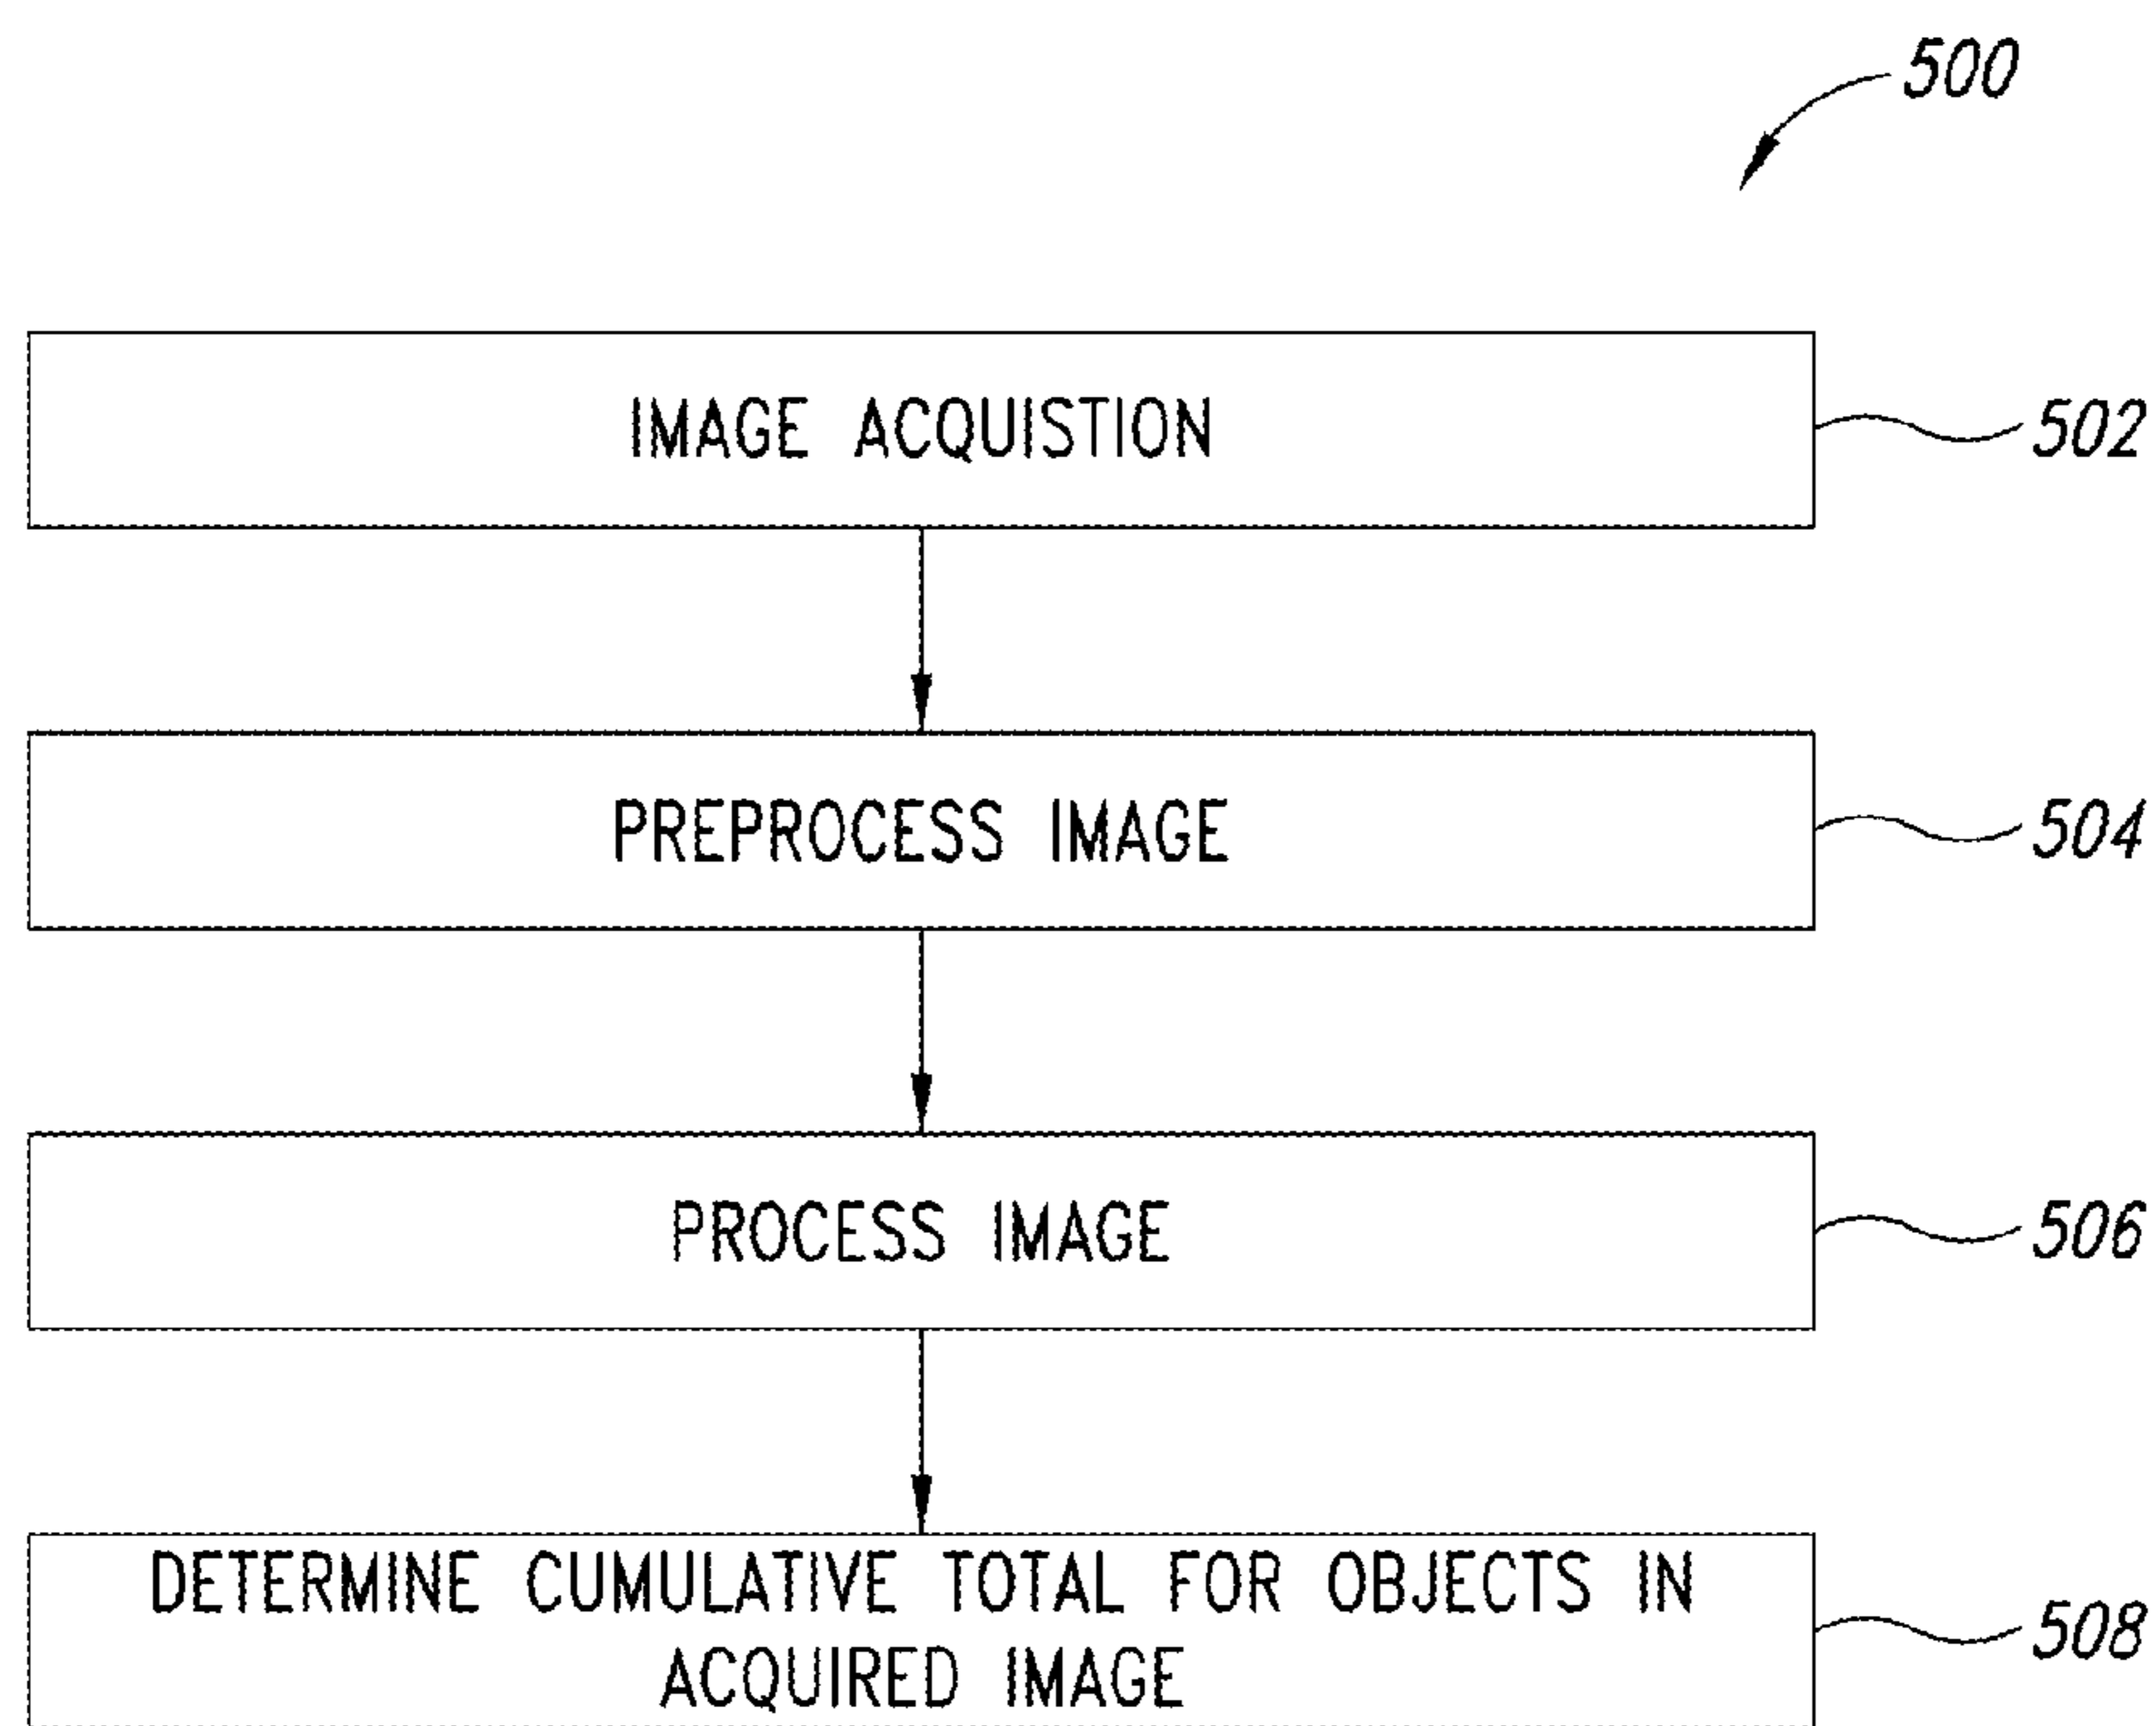 500
IMAGE ACQUISTION
502
PREPROCESS IMAGE
504
PROCESS IMAGE
506
DETERMINE CUMULATIVE TOTAL FOR OBJECTS IN
ACQUIRED IMAGE
508